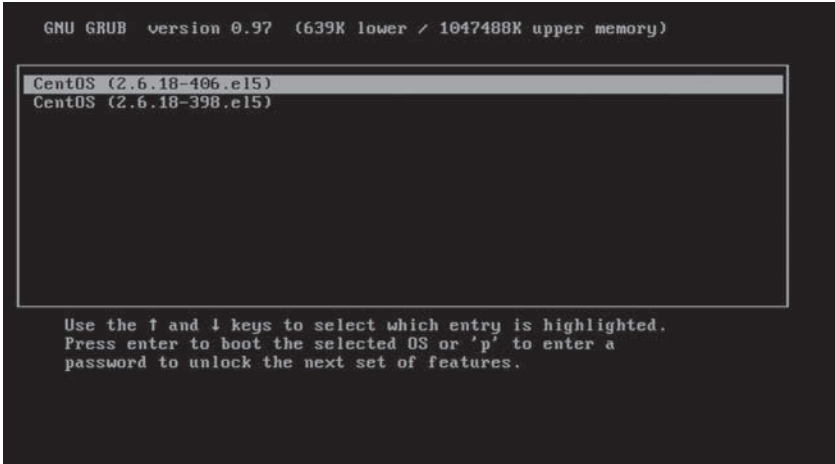 GNU GRUB version 0.97 (639K lower / 1047488K upper memory)
CentOS (2.6.18-406.el5)
CentOS (2.6.18-398.el5)
Use the ↑ and ↓ keys to select which entry is highlighted.
Press enter to boot the selected OS or 'p' to enter a
password to unlock the next set of features.